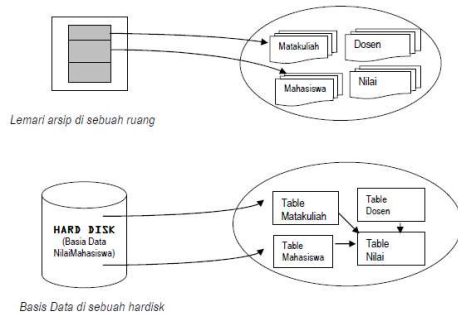 Matakuliah
Dosen
Mahasiswa
Nilai
Lemari arsip di sebuah ruang
HARD DISK
(Basia Data
NilaiMahasiswa)
Table
Matakuliah
Table
Dosen
Table
Mahasiswa
Table
Nilai
Basis Data di sebuah hardisk